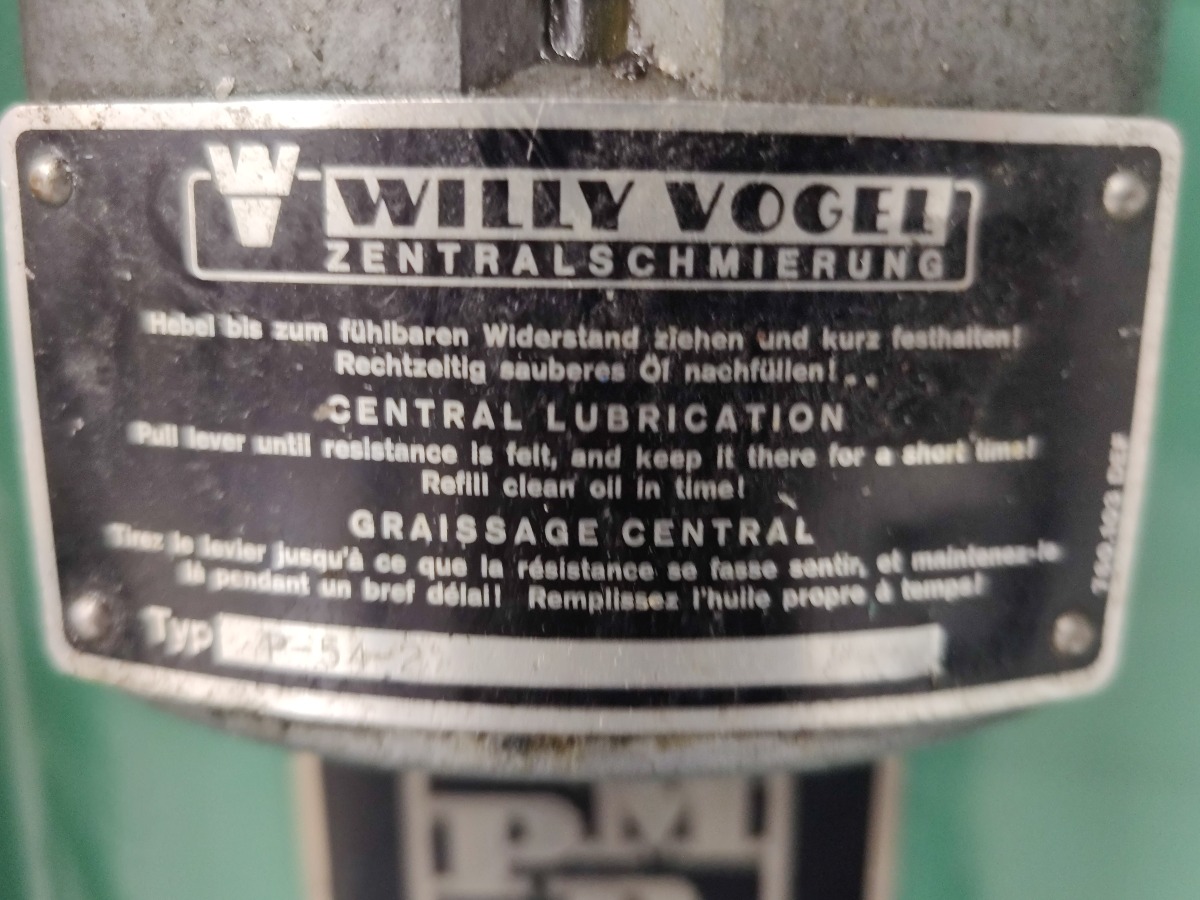 W WILLY VOGEL
ZENTRALSCHMIERUNG
Hebel bis zum fühlbaren Widerstand ziehen und kurz festhalten!
Rechtzeitig sauberes Öl nachfüllen!
CENTRAL LUBRICATION
Pull lever until resistance is felt, and keep it there for a short time!
Refill clean oil in time!
GRAISSAGE CENTRAL
Tirez le levier jusqu'à ce que la résistance se fasse sentir, et maintenez-le
là pendant un bref délai! Remplissez l'huile propre à temps!
Typ
DEF
PM